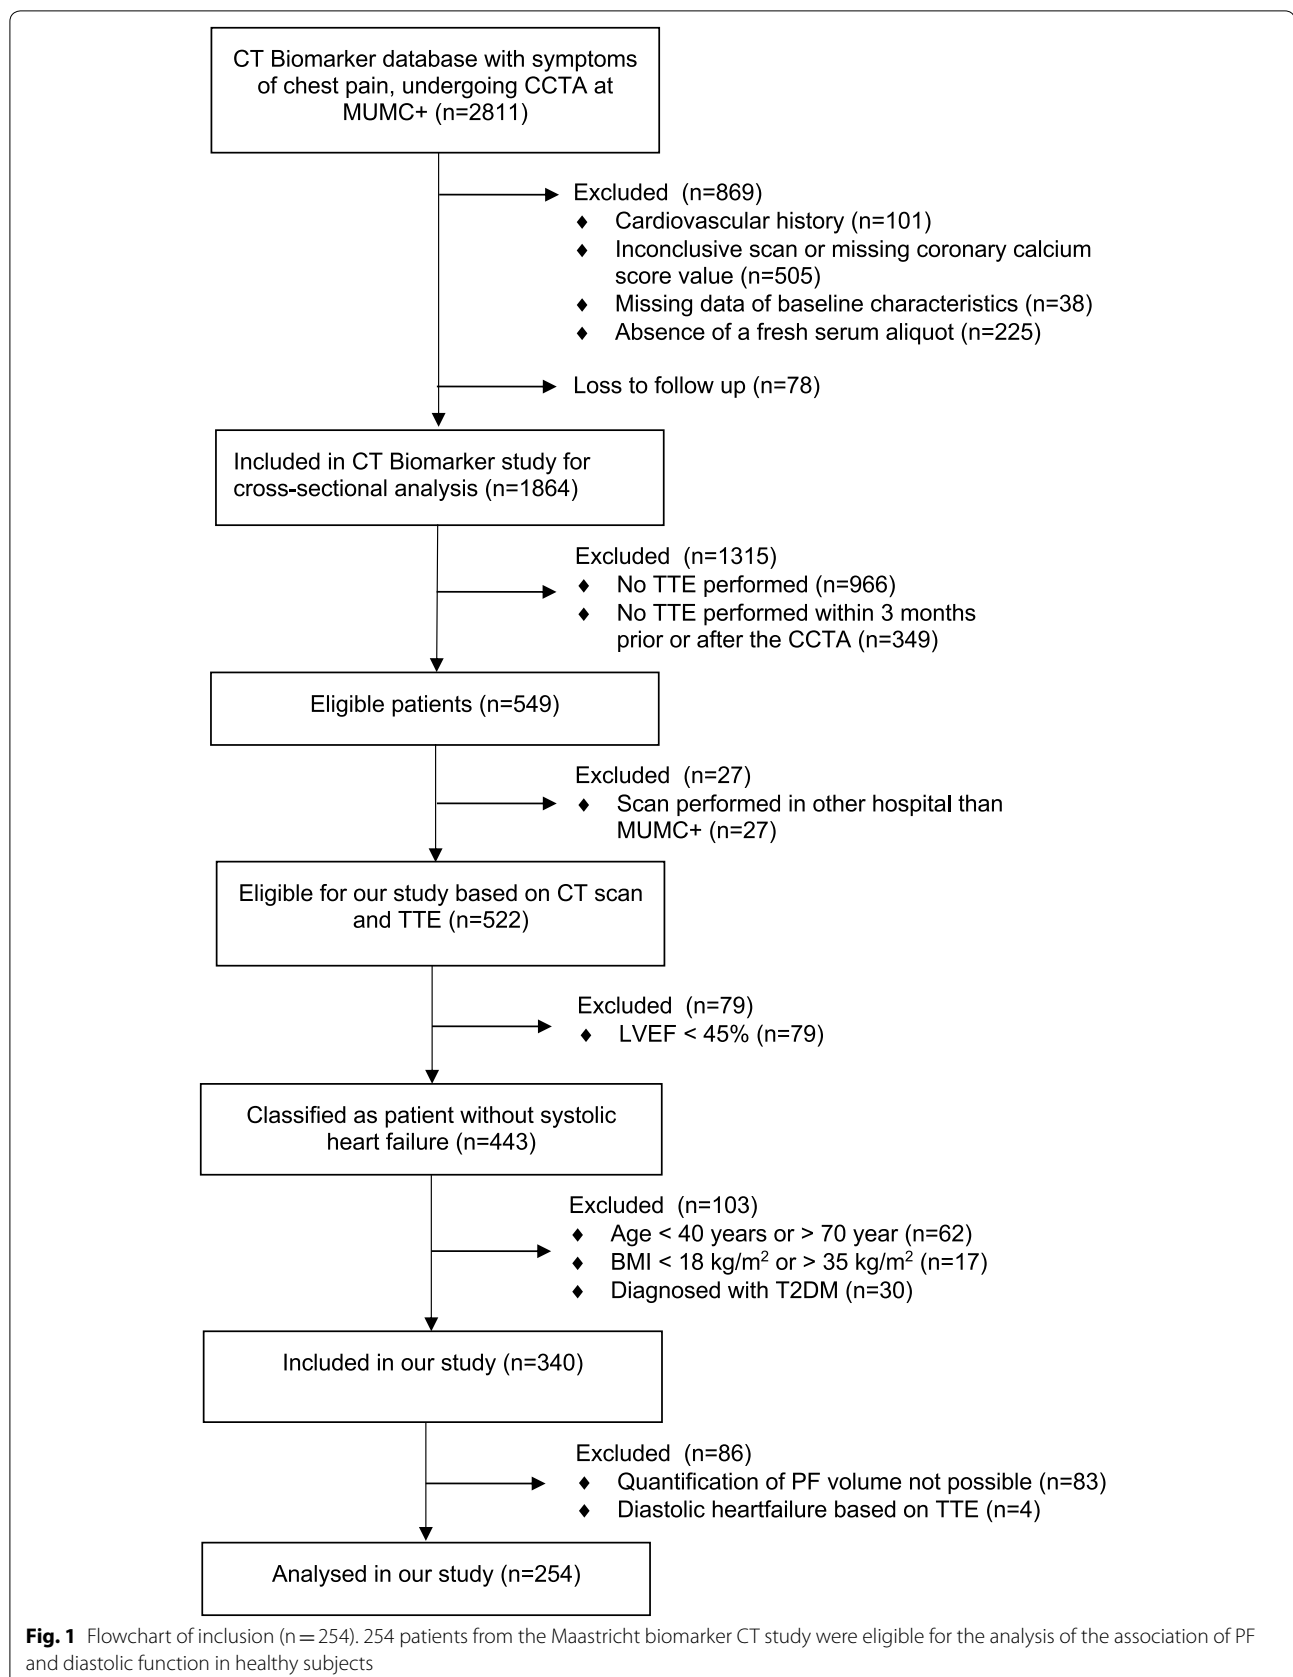 CT Biomarker database with symptoms
of chest pain, undergoing CCTA at
MUMC+ (n=2811)
Excluded (n=869)
♦ Cardiovascular history (n=101)
♦ Inconclusive scan or missing coronary calcium
score value (n=505)
♦ Missing data of baseline characteristics (n=38)
♦ Absence of a fresh serum aliquot (n=225)
Loss to follow up (n=78)
Included in CT Biomarker study for
cross-sectional analysis (n=1864)
Excluded (n=1315)
♦ No TTE performed (n=966)
♦ No TTE performed within 3 months
prior or after the CCTA (n=349)
Eligible patients (n=549)
Excluded (n=27)
♦ Scan performed in other hospital than
MUMC+ (n=27)
Eligible for our study based on CT scan
and TTE (n=522)
Excluded (n=79)
♦ LVEF < 45% (n=79)
Classified as patient without systolic
heart failure (n=443)
Excluded (n=103)
♦ Age < 40 years or > 70 year (n=62)
♦ BMI < 18 kg/m² or > 35 kg/m² (n=17)
♦ Diagnosed with T2DM (n=30)
Included in our study (n=340)
Excluded (n=86)
♦ Quantification of PF volume not possible (n=83)
♦ Diastolic heartfailure based on TTE (n=4)
Analysed in our study (n=254)
Fig. 1 Flowchart of inclusion (n = 254). 254 patients from the Maastricht biomarker CT study were eligible for the analysis of the association of PF
and diastolic function in healthy subjects